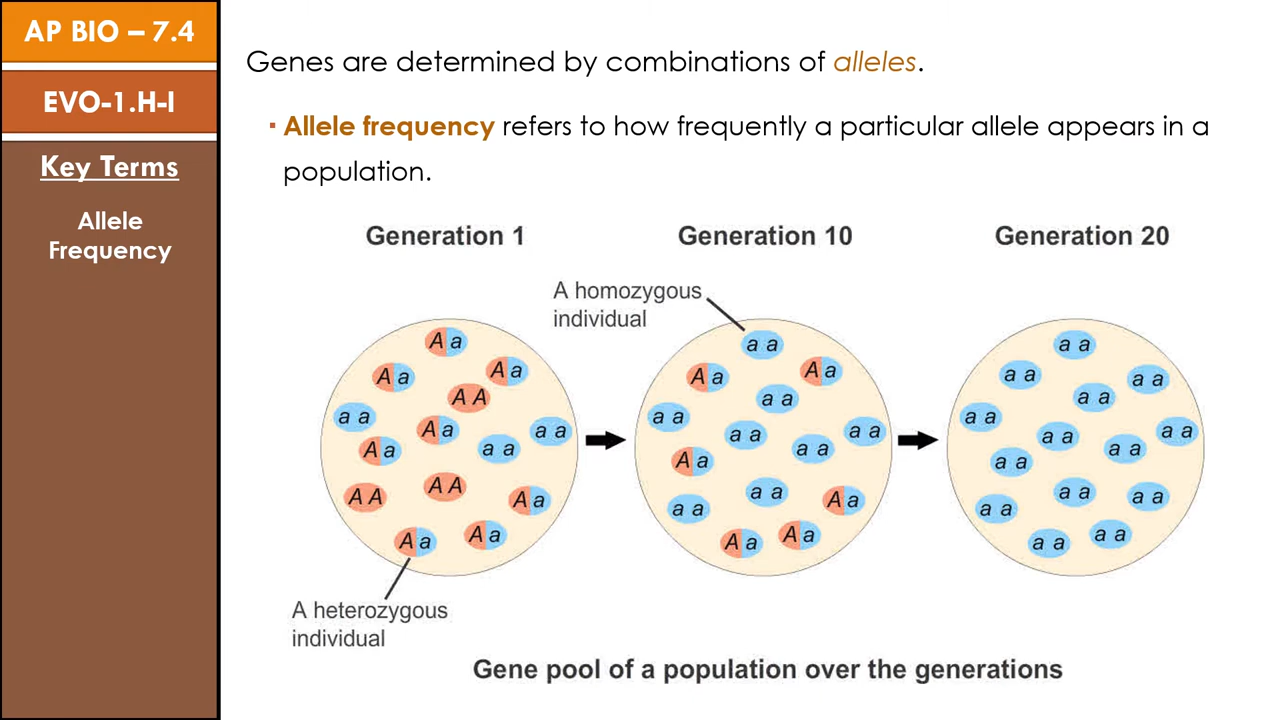 AP BIO – 7.4
EVO-1.H-I
Key Terms
Allele
Frequency
Genes are determined by combinations of alleles.
▪ Allele frequency refers to how frequently a particular allele appears in a
population.
Generation 1
Generation 10
Generation 20
A homozygous
individual
A a
A a
A a
A A
a a
A a
a a
A a
a a
A A
A A
A a
A a
A a
a a
A a
A a
a a
a a
a a
a a
A a
a a
a a
a a
A a
A a
A a
a a
a a
a a
a a
a a
a a
a a
a a
a a
a a
a a
a a
a a
a a
A heterozygous
individual
Gene pool of a population over the generations